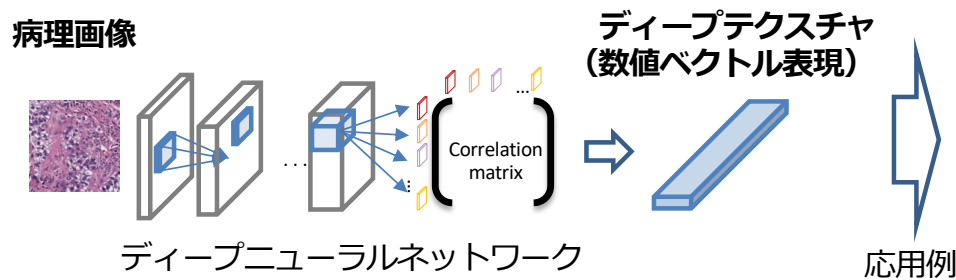 病理画像
ディープテクスチャ
（数値ベクトル表現）
...
...
Correlation
matrix
...
ディープニューラルネットワーク
応用例